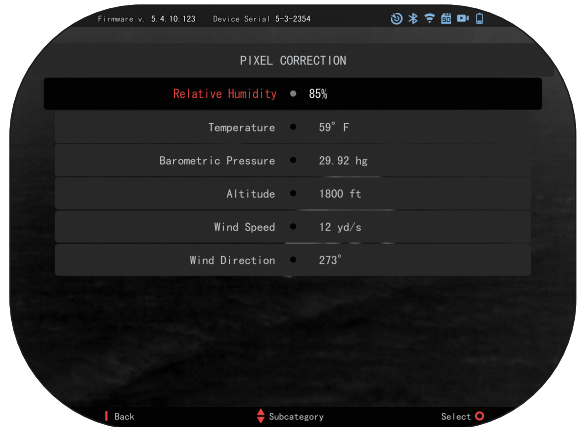 Firmware v. 5.4.10.123 Device Serial 5-3-2354
PIXEL CORRECTION
Relative Humidity 85%
Temperature 59° F
Barometric Pressure 29.92 hg
Altitude 1800 ft
Wind Speed 12 yd/s
Wind Direction 273°
Back Subcategory Select